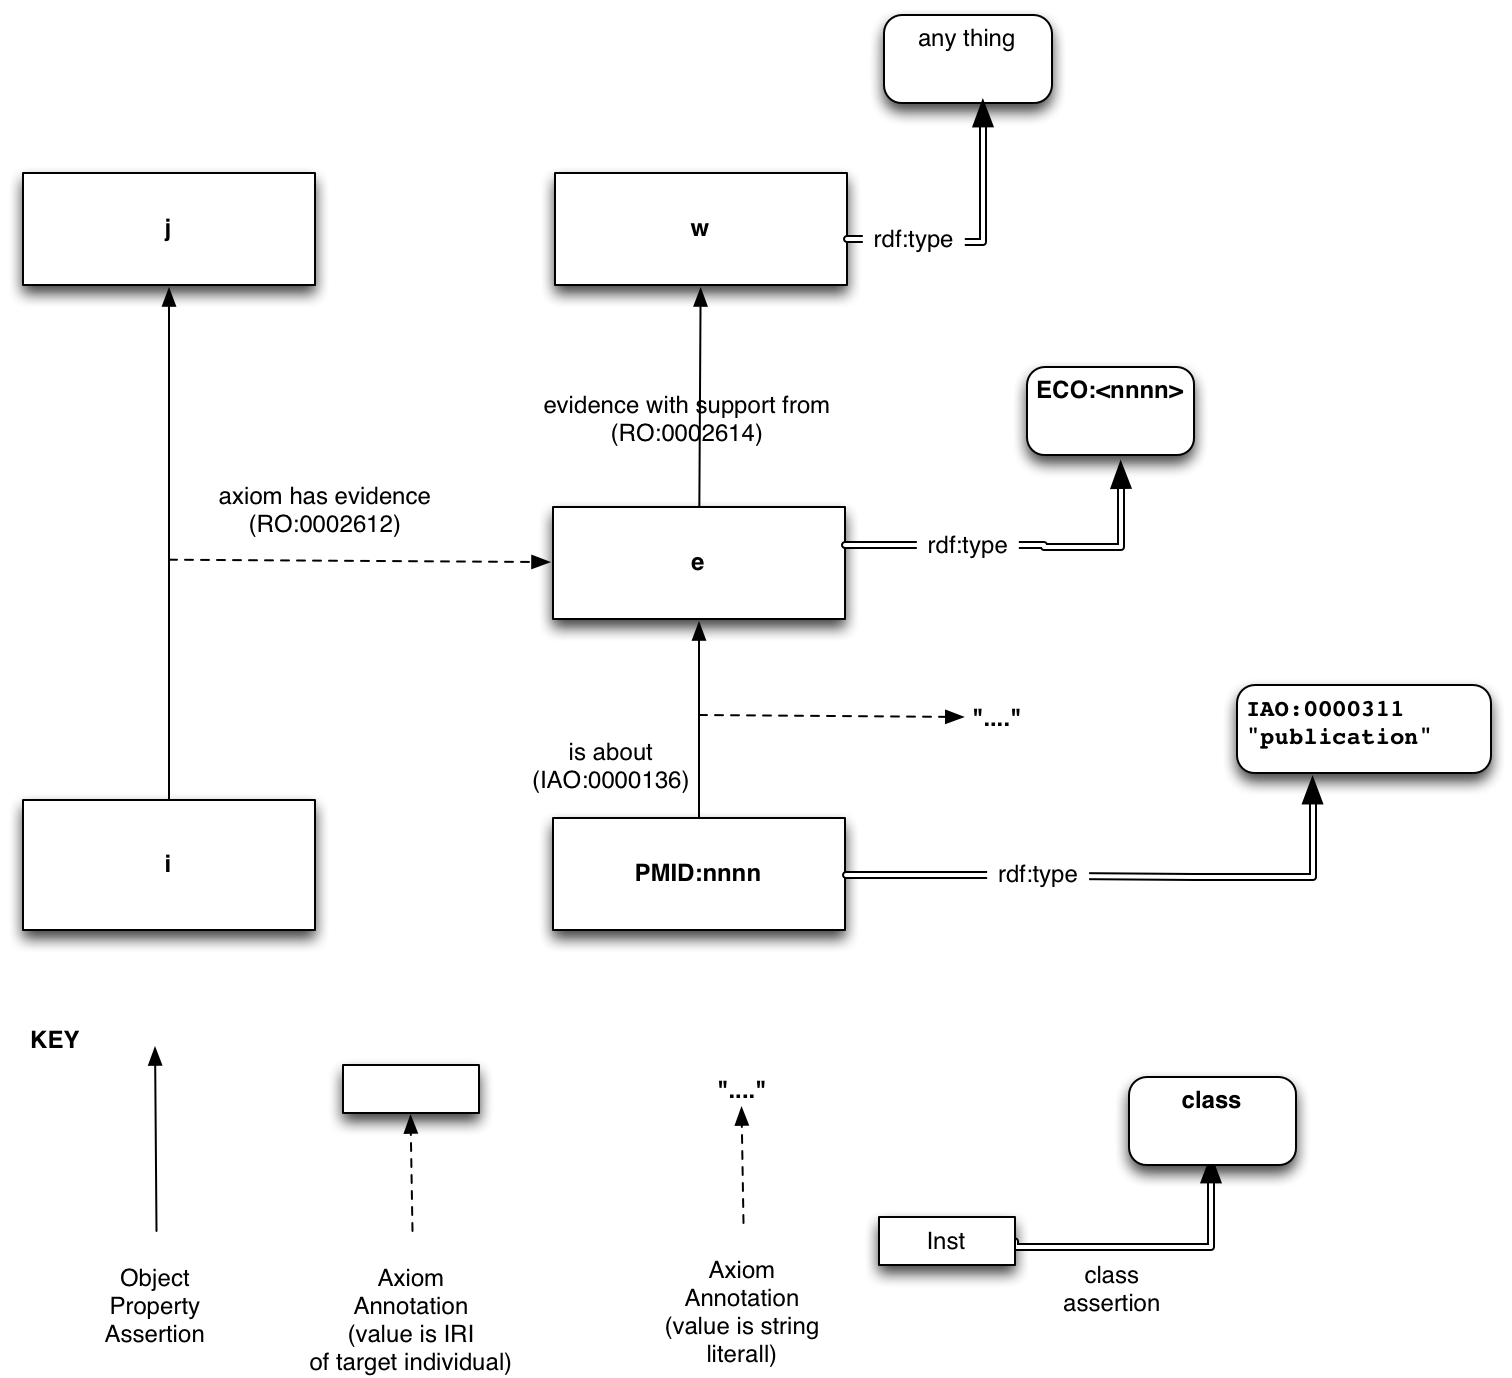 any thing
j
w
rdf:type
ECO:<nnnn>
evidence with support from
(RO:0002614)
axiom has evidence
(RO:0002612)
rdf:type
e
"...."
IAO:0000311
"publication"
is about
(IAO:0000136)
i
PMID:nnnn
rdf:type
KEY
"...."
class
Inst
Object
Property
Assertion
Axiom
Annotation
(value is IRI
of target individual)
Axiom
Annotation
(value is string
literall)
class
assertion